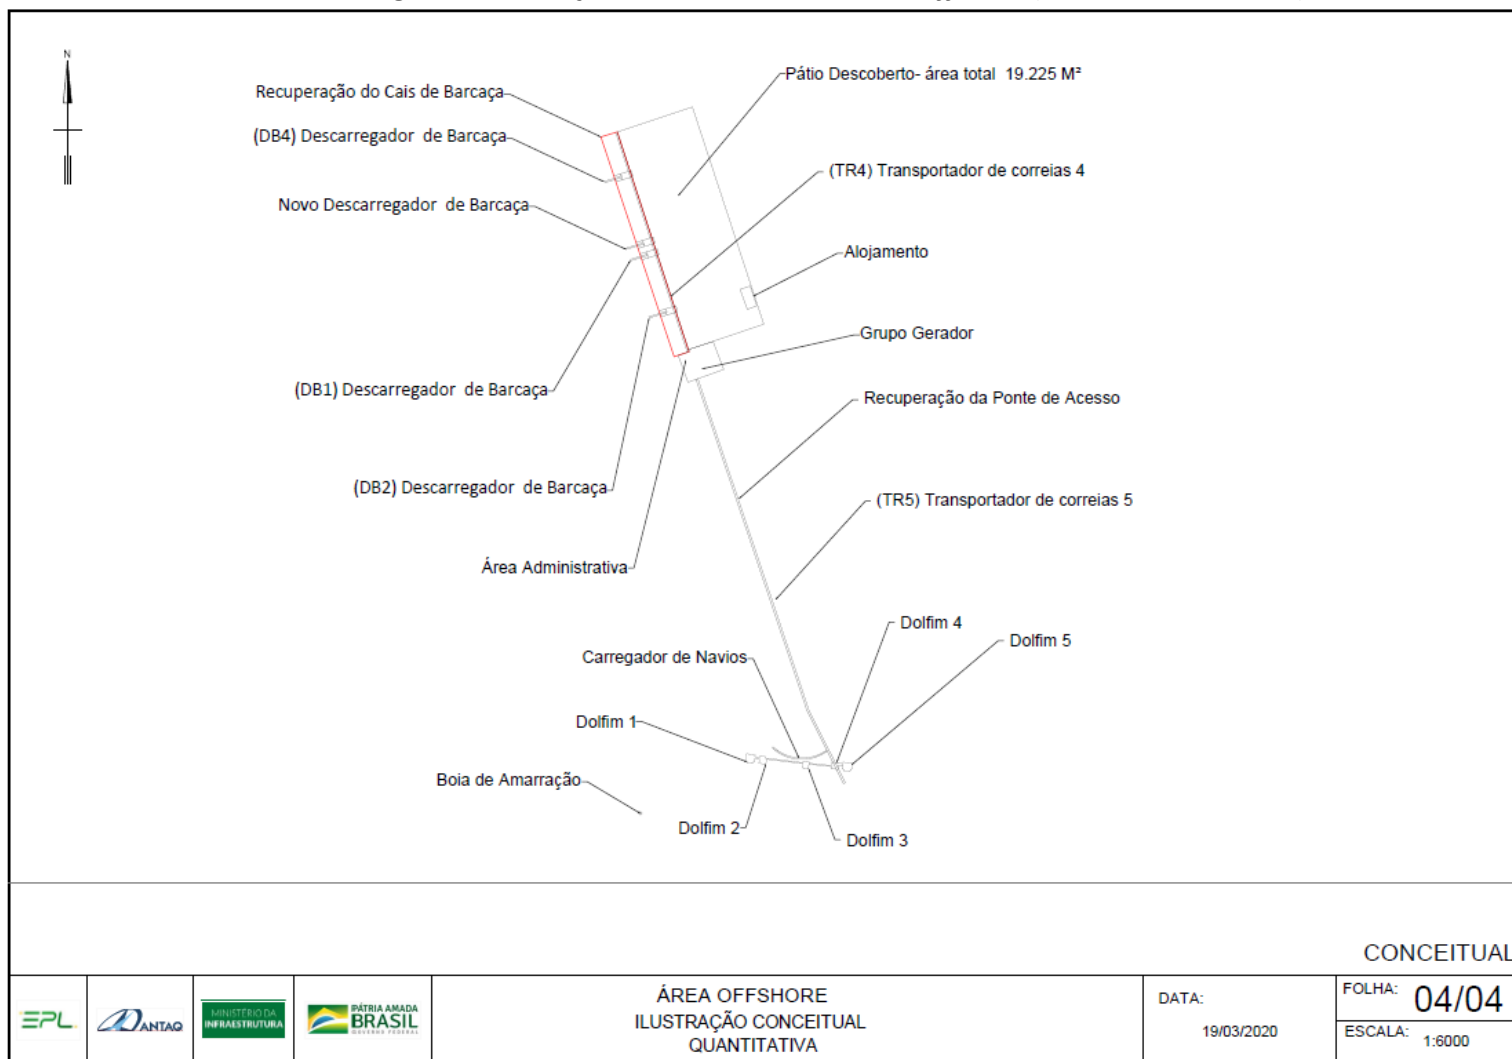 N
Pátio Descoberto- área total 19.225 M²
Recuperação do Cais de Barcaça
(DB4) Descarregador de Barcaça
(TR4) Transportador de correias 4
Novo Descarregador de Barcaça
Alojamento
Grupo Gerador
(DB1) Descarregador de Barcaça
Recuperação da Ponte de Acesso
(DB2) Descarregador de Barcaça
(TR5) Transportador de correias 5
Área Administrativa
Dolfim 4
Dolfim 5
Carregador de Navios
Dolfim 1
Boia de Amarração
Dolfim 2
Dolfim 3
CONCEITUAL
EPL
ANTAQ
MINISTÉRIO DA
INFRAESTRUTURA
PÁTRIA AMADA
BRASIL
GOVERNO FEDERAL
ÁREA OFFSHORE
ILUSTRAÇÃO CONCEITUAL
QUANTITATIVA
DATA:
19/03/2020
FOLHA: 04/04
ESCALA: 1:6000